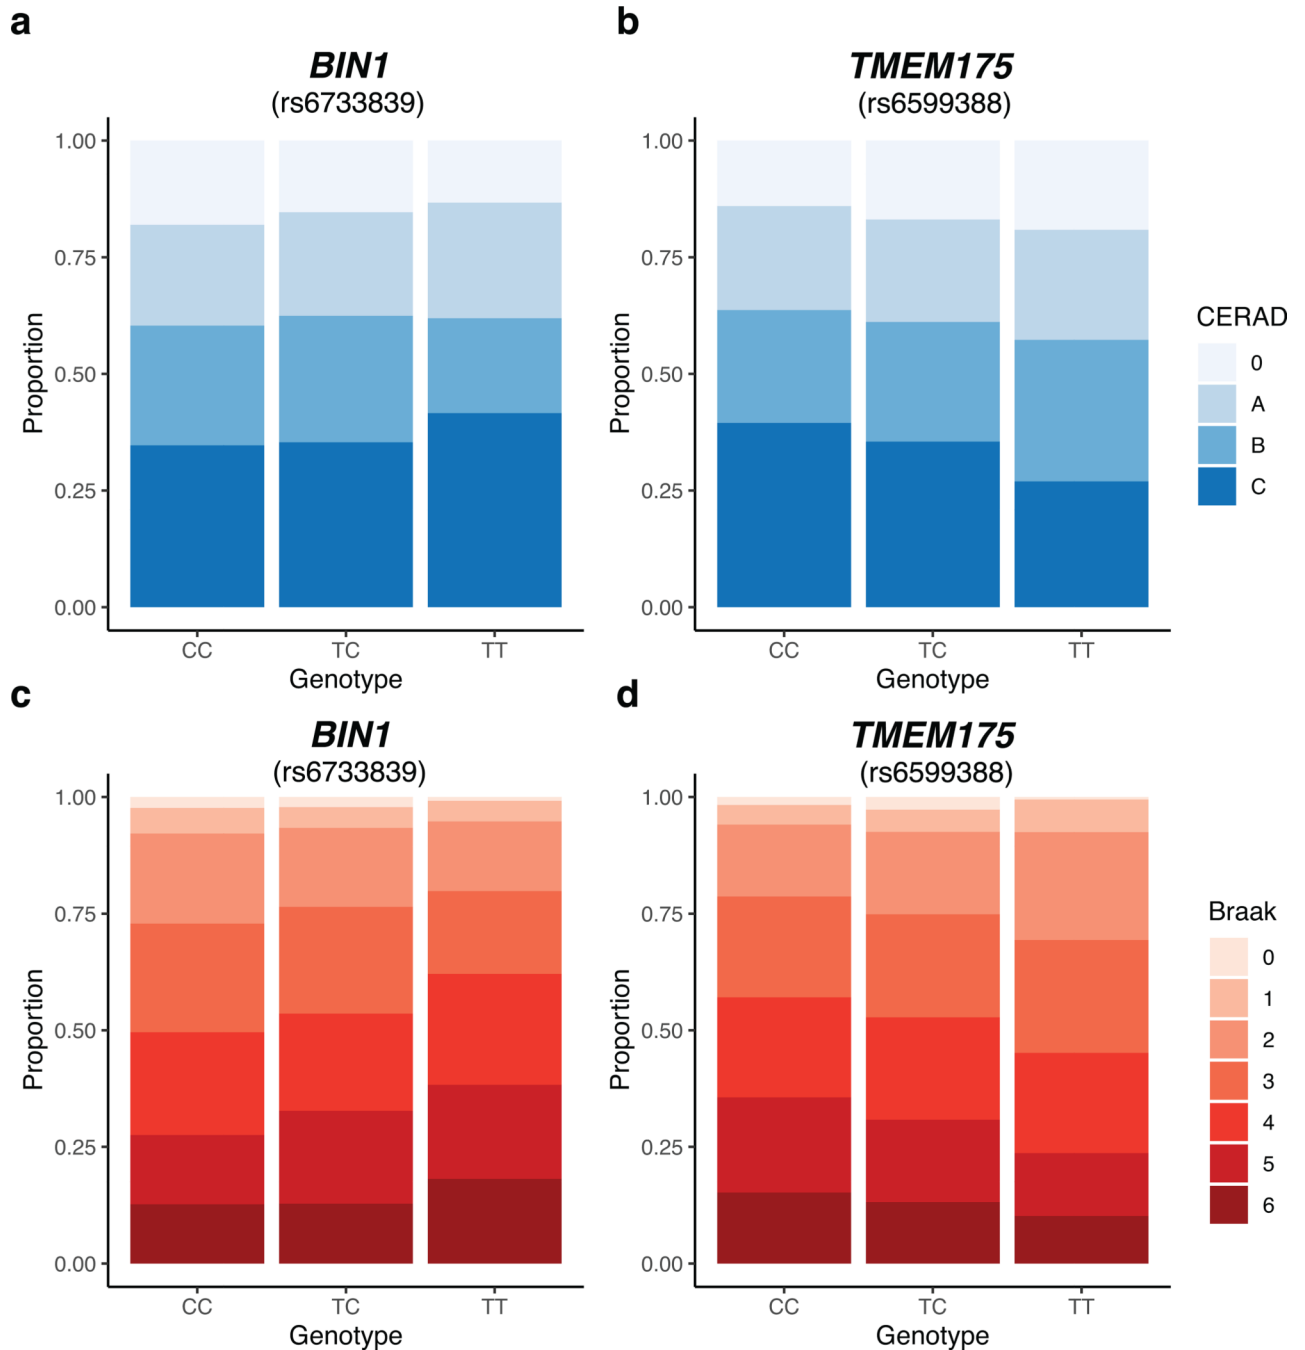 a
BIN1
(rs6733839)
Proportion
1.00
0.75
0.50
0.25
0.00
CC TC TT
Genotype
b
TMEM175
(rs6599388)
Proportion
1.00
0.75
0.50
0.25
0.00
CC TC TT
Genotype
CERAD
0
A
B
C
c
BIN1
(rs6733839)
Proportion
1.00
0.75
0.50
0.25
0.00
CC TC TT
Genotype
d
TMEM175
(rs6599388)
Proportion
1.00
0.75
0.50
0.25
0.00
CC TC TT
Genotype
Braak
0
1
2
3
4
5
6